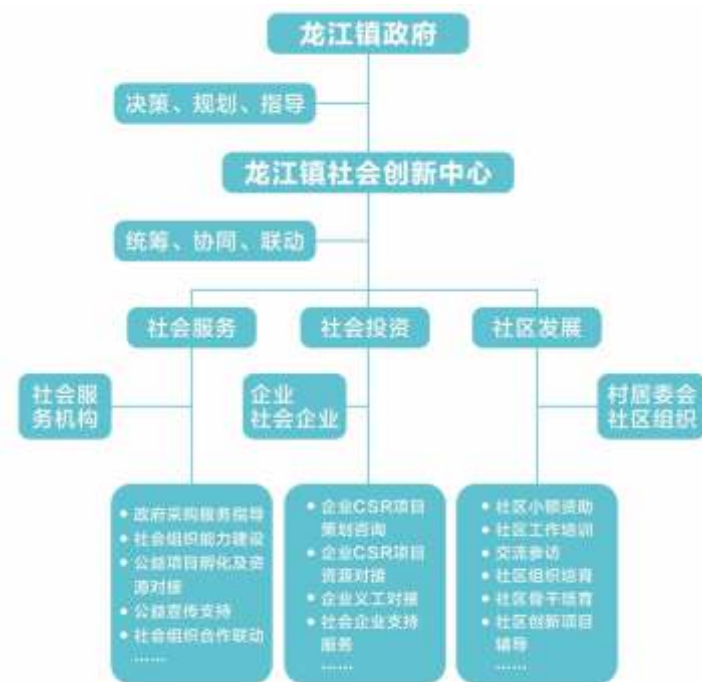 龙江镇政府
决策、规划、指导
龙江镇社会创新中心
统筹、协同、联动
社会服务
社会投资
社区发展
社会服
务机构
企业
社会企业
村居委会
社区组织
• 政府采购服务指导
• 社会组织能力建设
• 公益项目孵化及资
源对接
• 公益宣传支持
• 社会组织合作联动
……
• 企业CSR项目
策划咨询
• 企业CSR项目
资源对接
• 企业义工对接
• 社会企业支持
服务
……
• 社区小额资助
• 社区工作培训
• 交流参访
• 社区组织培育
• 社区骨干培育
• 社区创新项目
辅导
……